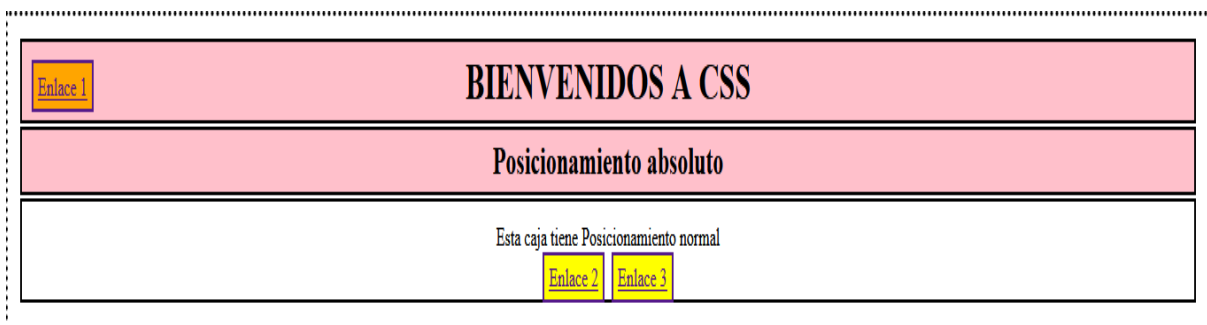 Enlace 1
BIENVENIDOS A CSS
Posicionamiento absoluto
Esta caja tiene Posicionamiento normal
Enlace 2 Enlace 3